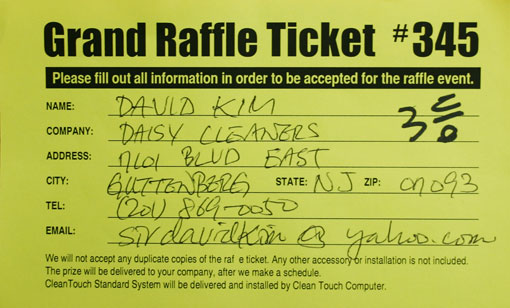 Grand Raffle Ticket #345
Please fill out all information in order to be accepted for the raffle event.
NAME: DAVID KIM
COMPANY: DAISY CLEANERS
ADDRESS: 7101 BLVD EAST
CITY: GUTTENBERG STATE: NJ ZIP: 07093
TEL: (201) 869-0050
EMAIL: sirdavidkim@yahoo.com
We will not accept any duplicate copies of the raf e ticket. Any other accessory or installation is not included.
The prize will be delivered to your company, after we make a schedule.
CleanTouch Standard System will be delivered and installed by Clean Touch Computer.